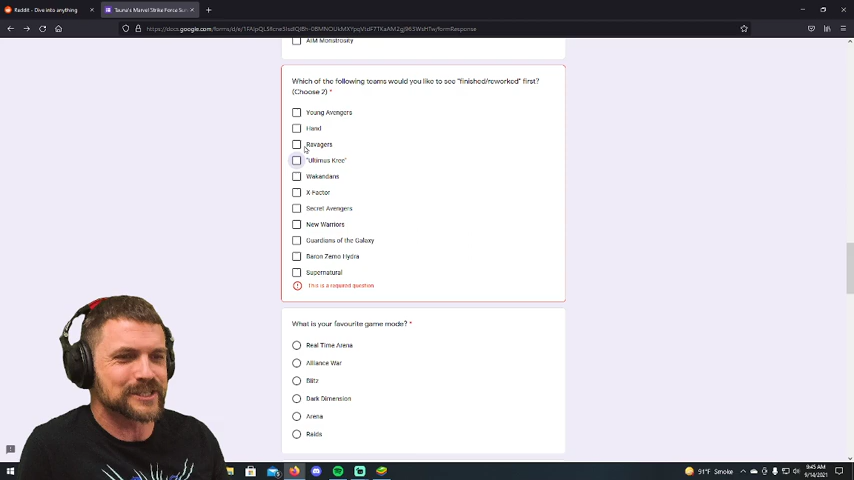 Reddit - Dive into anything
Tauna's Marvel Strike Force Sur
AIM Monstrosity
Which of the following teams would you like to see "finished/reworked" first?
(Choose 2) *
Young Avengers
Hand
Ravagers
"Ultimus Kree"
Wakandans
X Factor
Secret Avengers
New Warriors
Guardians of the Galaxy
Baron Zemo Hydra
Supernatural
This is a required question
What is your favourite game mode? *
Real Time Arena
Alliance War
Blitz
Dark Dimension
Arena
Raids
91°F Smoke
9:45 AM
9/14/2021